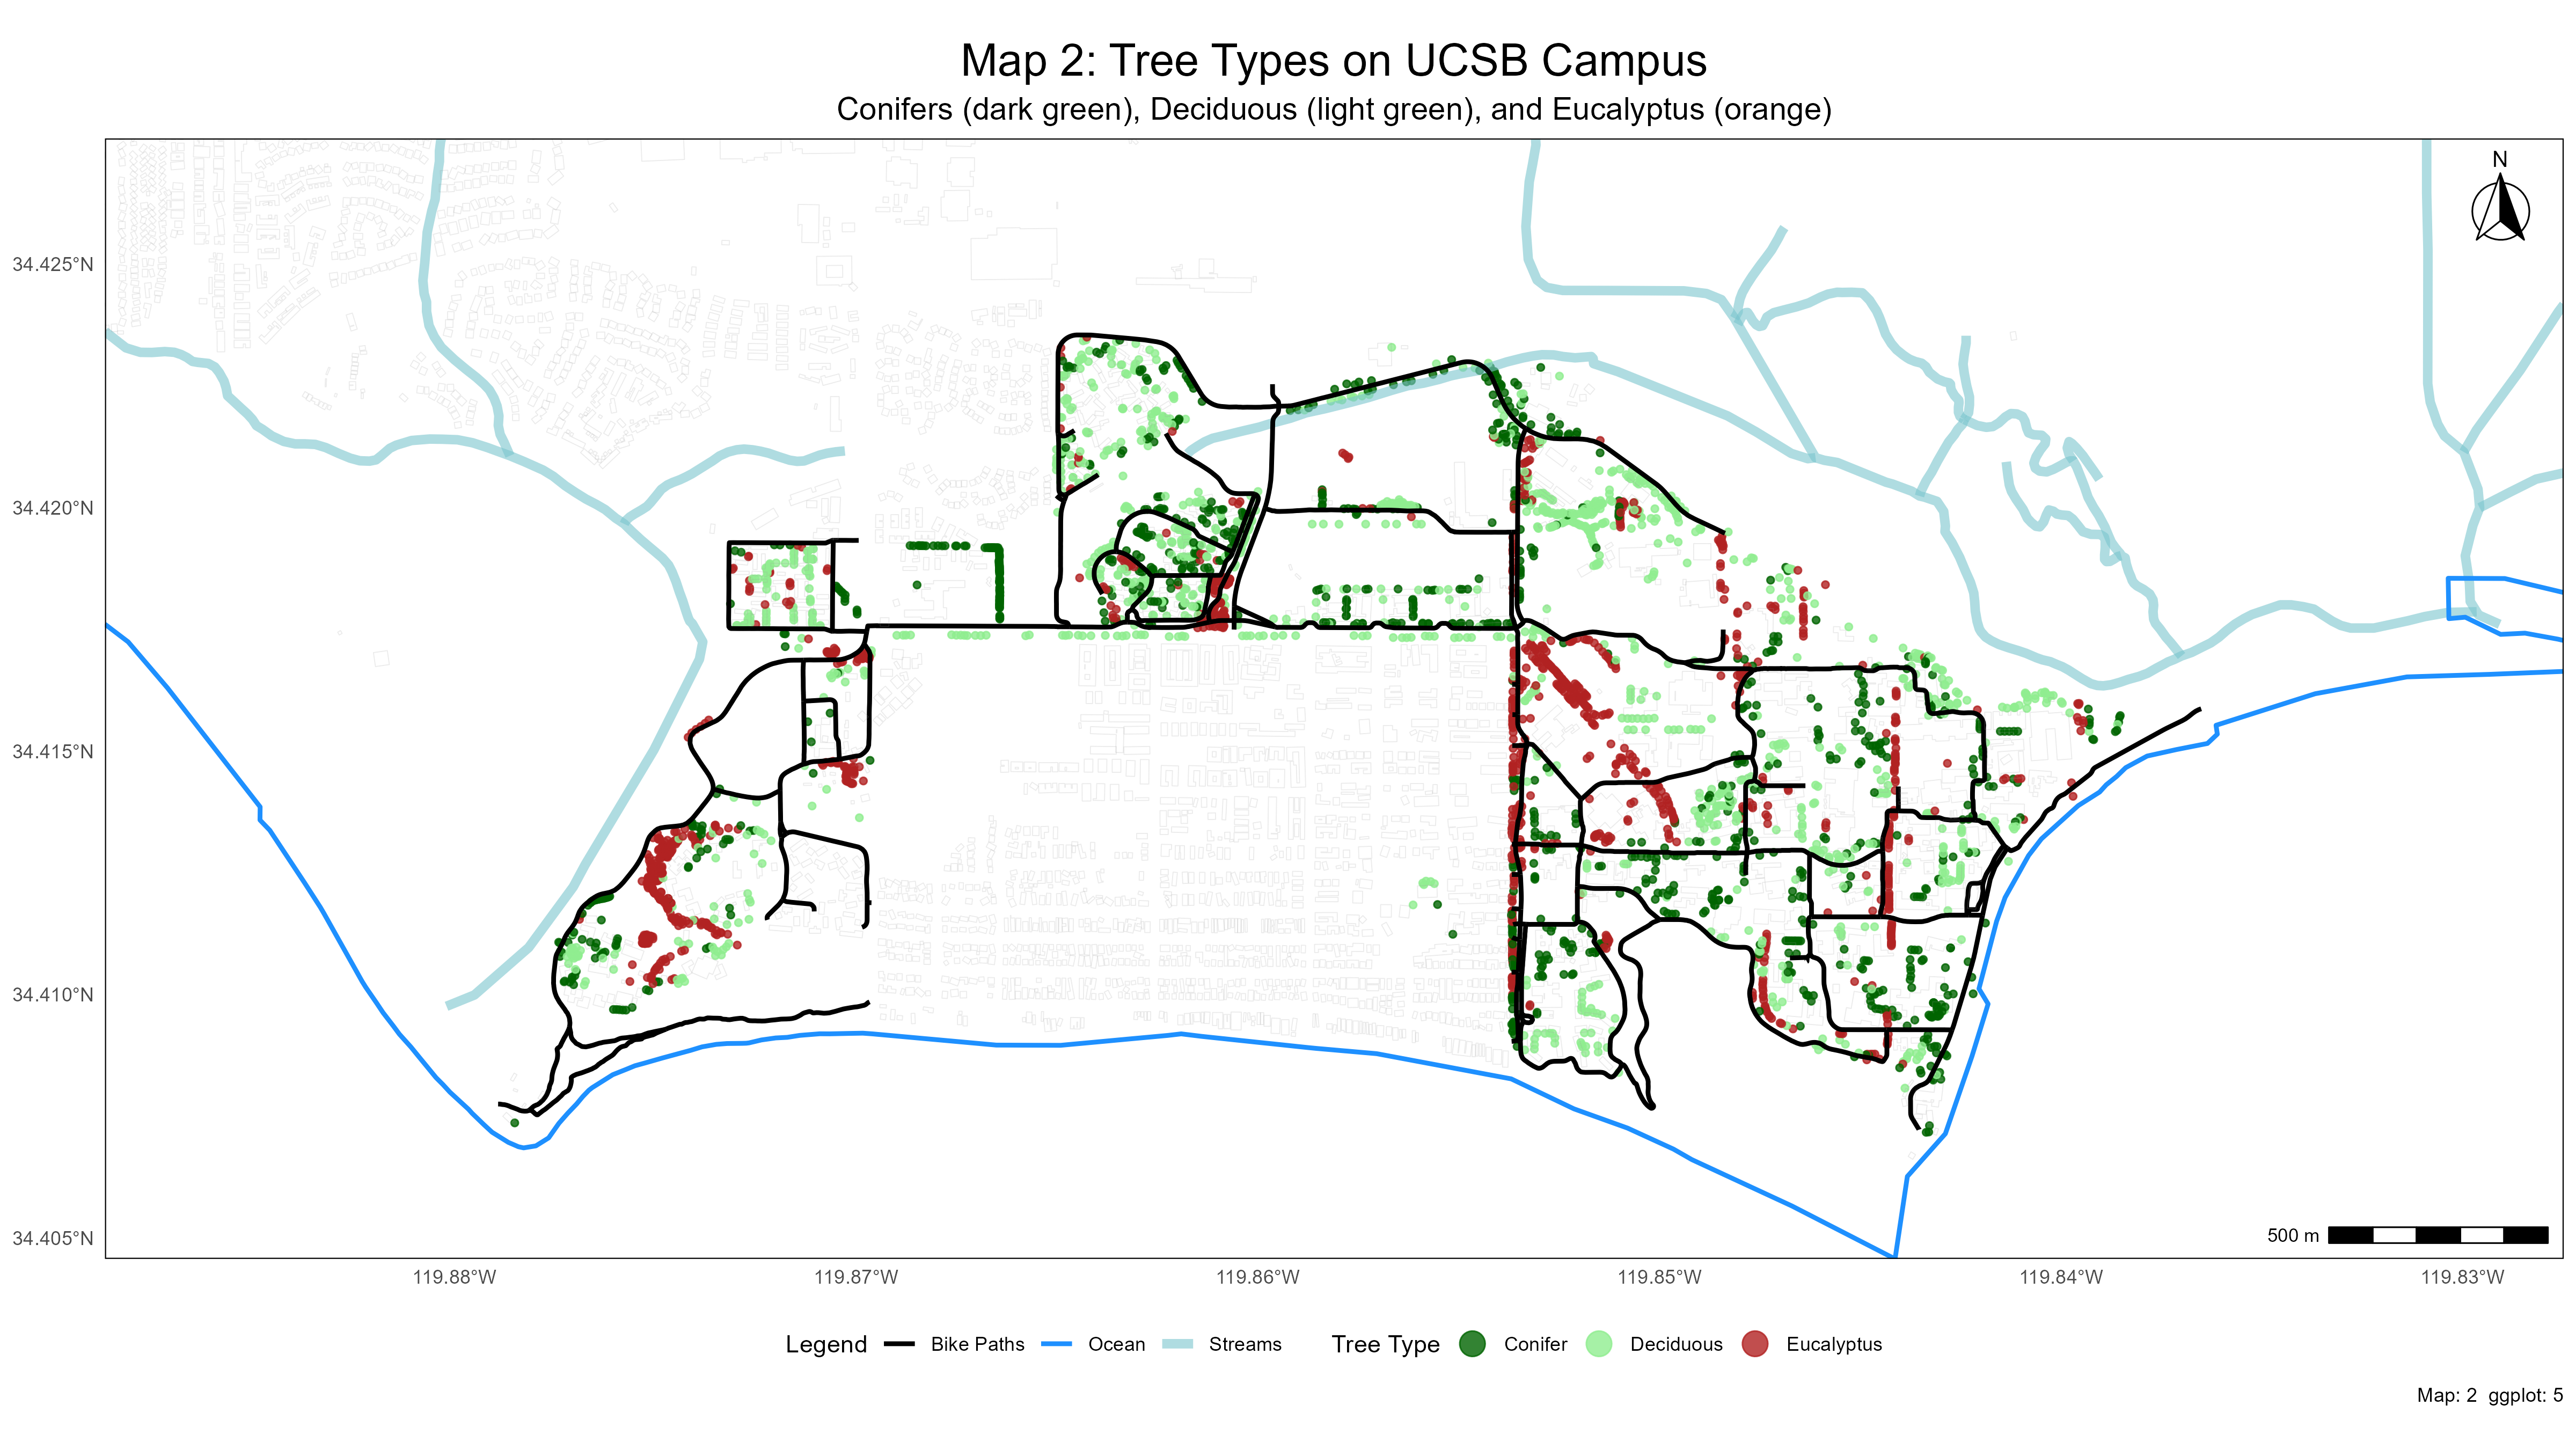 Map 2: Tree Types on UCSB Campus
Conifers (dark green), Deciduous (light green), and Eucalyptus (orange)
N
34.425°N
34.420°N
34.415°N
34.410°N
34.405°N
500 m
119.88°W 119.87°W 119.86°W 119.85°W 119.84°W 119.83°W
Legend Bike Paths Ocean Streams Tree Type Conifer Deciduous Eucalyptus
Map: 2 ggplot: 5